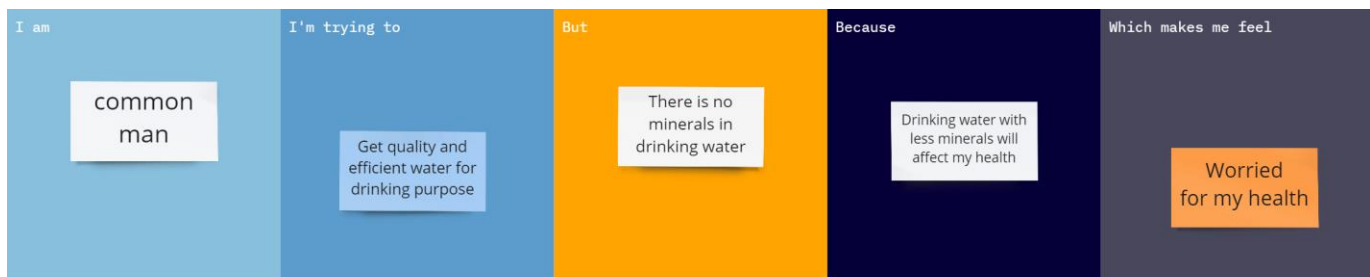 I am
common
man
I'm trying to
Get quality and
efficient water for
drinking purpose
But
There is no
minerals in
drinking water
Because
Drinking water with
less minerals will
affect my health
Which makes me feel
Worried
for my health